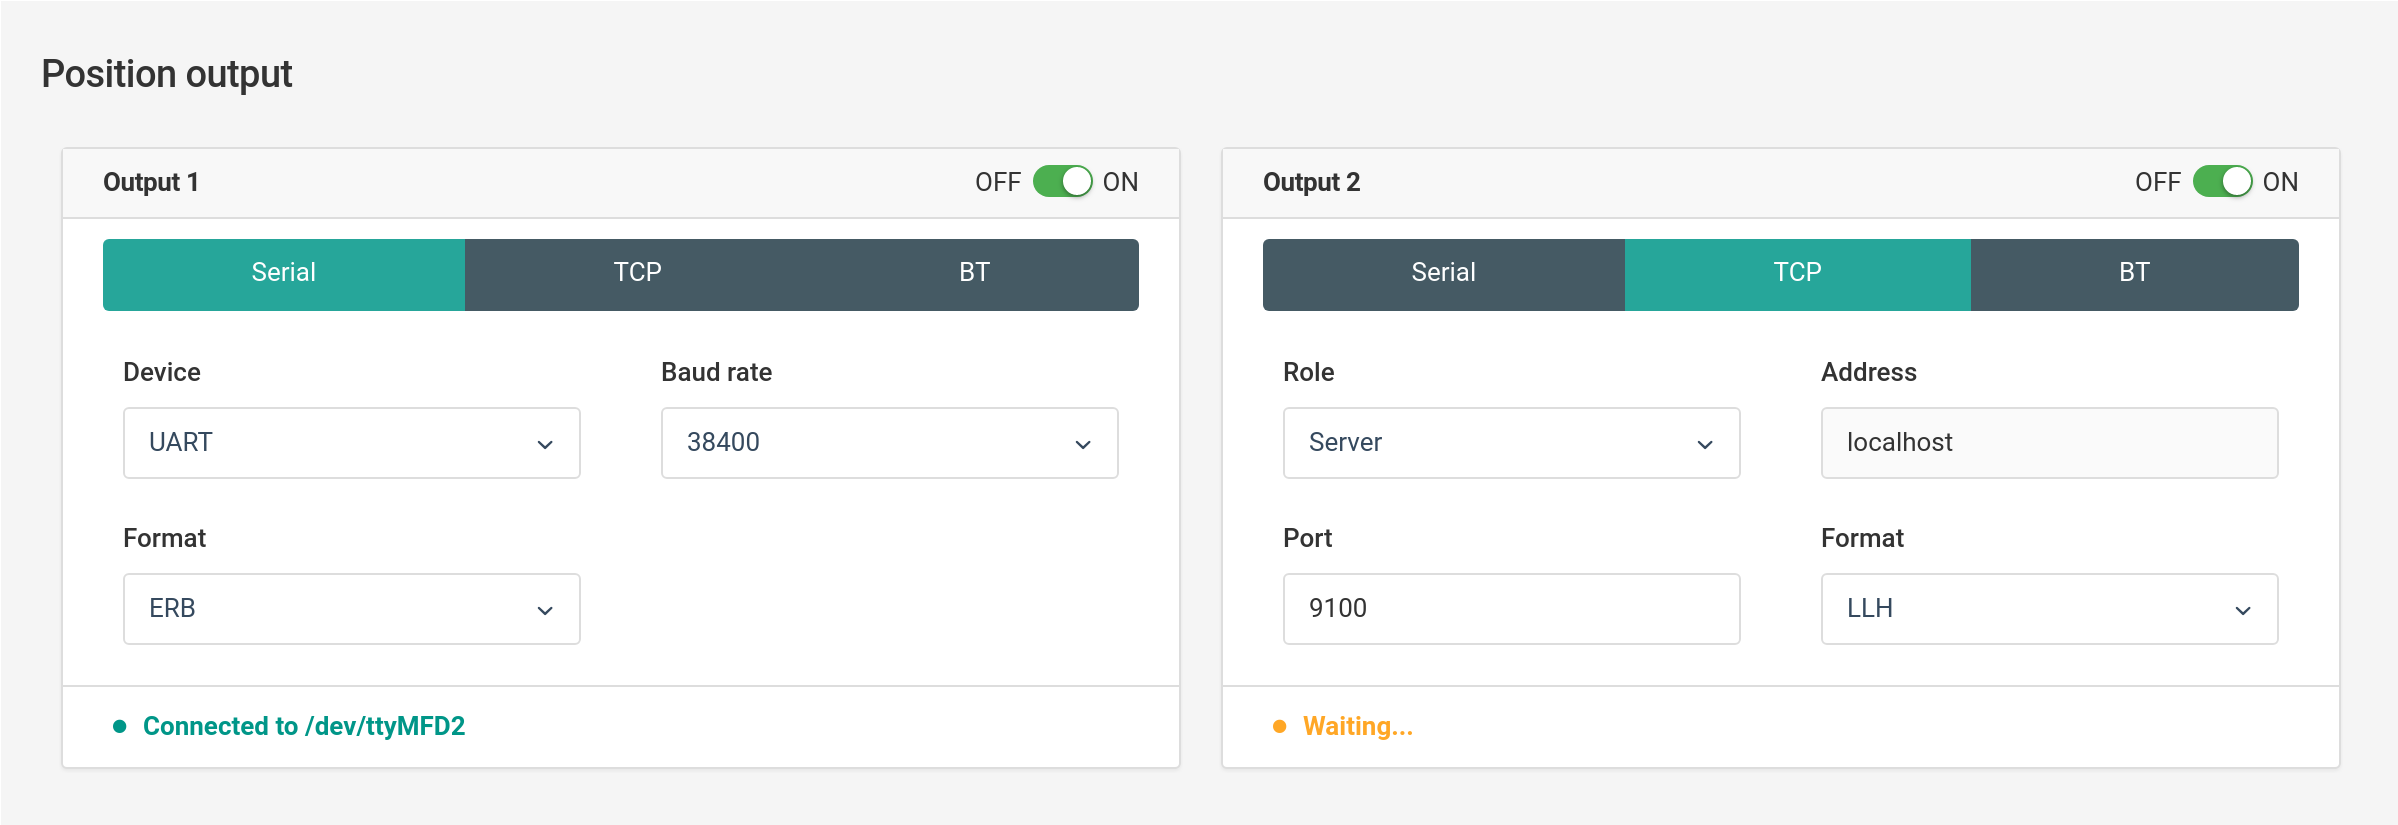 Position output
Output 1
OFF ON
Serial TCP BT
Device Baud rate
UART 38400
Format
ERB
Connected to /dev/ttyMFD2
Output 2
OFF ON
Serial TCP BT
Role Address
Server localhost
Port Format
9100 LLH
Waiting...